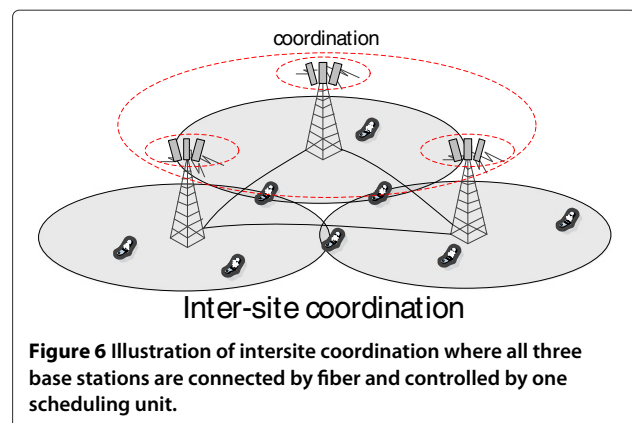 coordination
Inter-site coordination
Figure 6 Illustration of intersite coordination where all three
base stations are connected by fiber and controlled by one
scheduling unit.